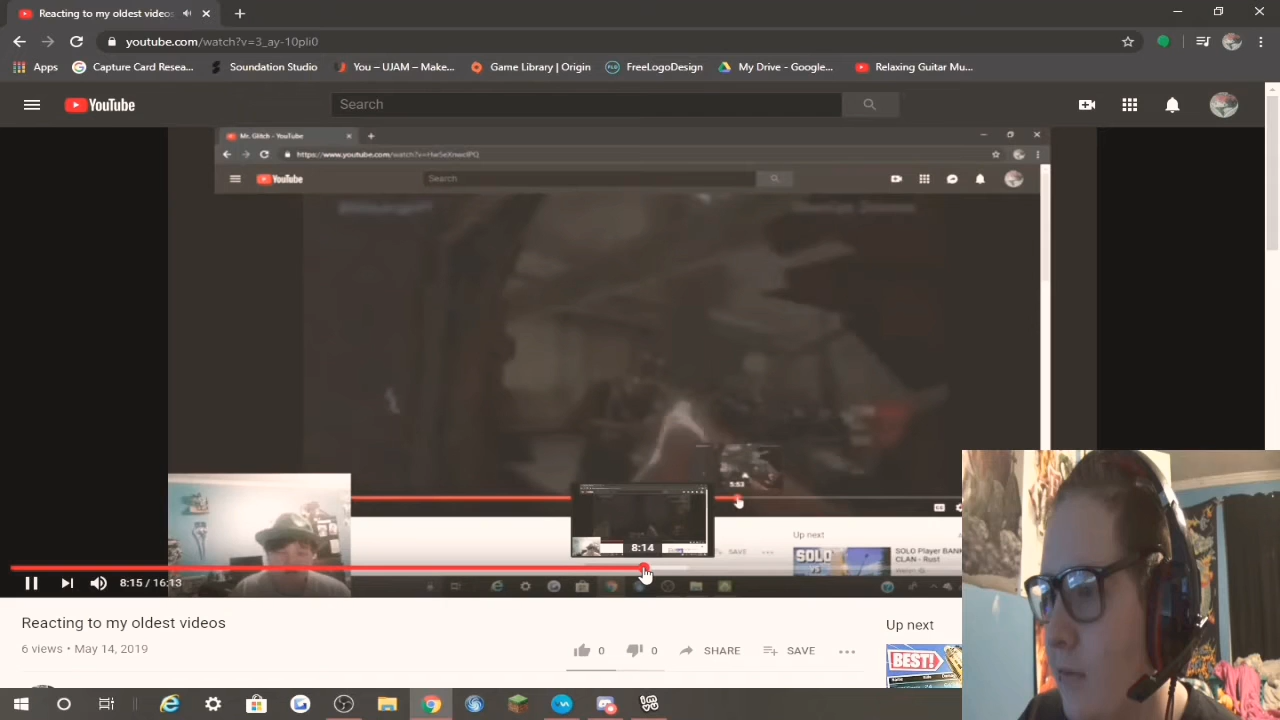 Reacting to my oldest videos
youtube.com/watch?v=3_ay-10pli0
Apps
Capture Card Resea...
Soundation Studio
You – UJAM – Make...
Game Library | Origin
FreeLogoDesign
My Drive - Google...
Relaxing Guitar Mu...
YouTube
Search
Mr. Glitch - YouTube
YouTube
Search
5:53
Up next
SOLO
SOLO Player BANK
CLAN - Rust
SAVE
8:14
8:15 / 16:13
Reacting to my oldest videos
6 views • May 14, 2019
0
0
SHARE
SAVE
Up next
BEST!